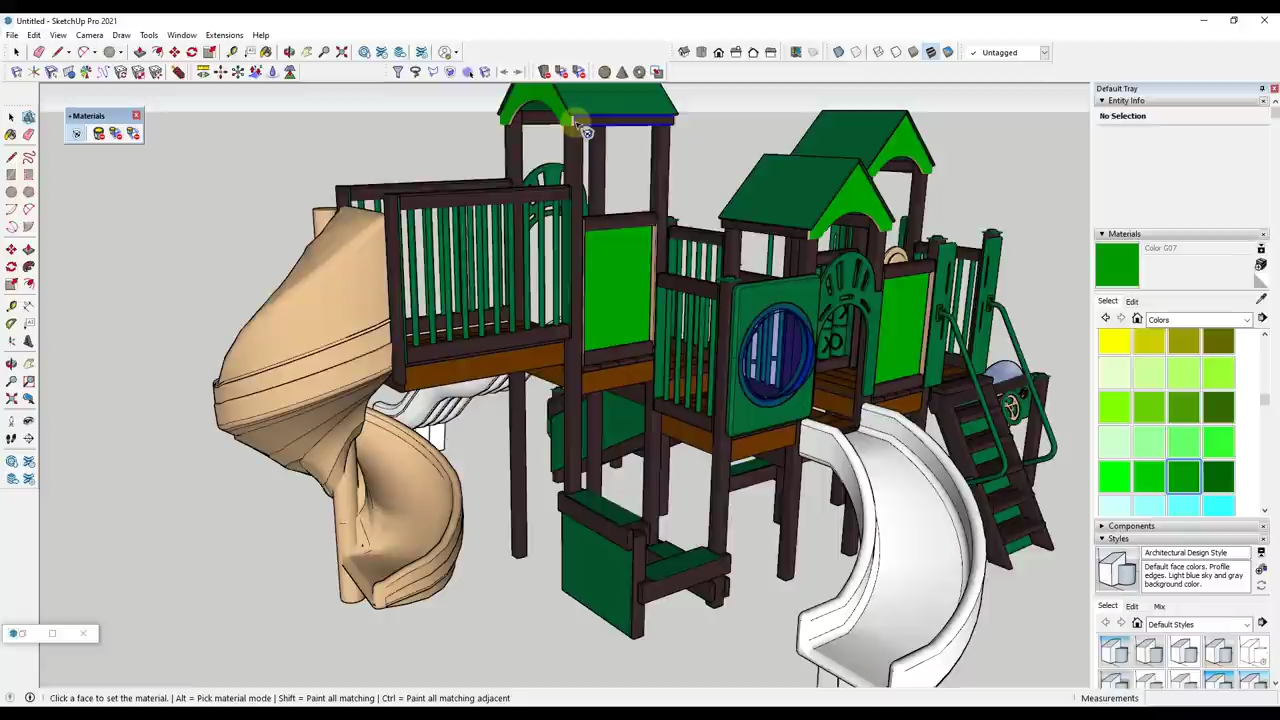 Untitled - SketchUp Pro 2021
File Edit View Camera Draw Tools Window Extensions Help
Untagged
Default Tray
Materials
Entity Info
No Selection
Materials
Color G07
Select Edit
Colors
Components
Styles
Architectural Design Style
Default face colors. Profile
edges. Light blue sky and gray
background color.
Select Edit Mix
Default Styles
Click a face to set the material. | Alt = Pick material mode | Shift = Paint all matching | Ctrl = Paint all matching adjacent
Measurements